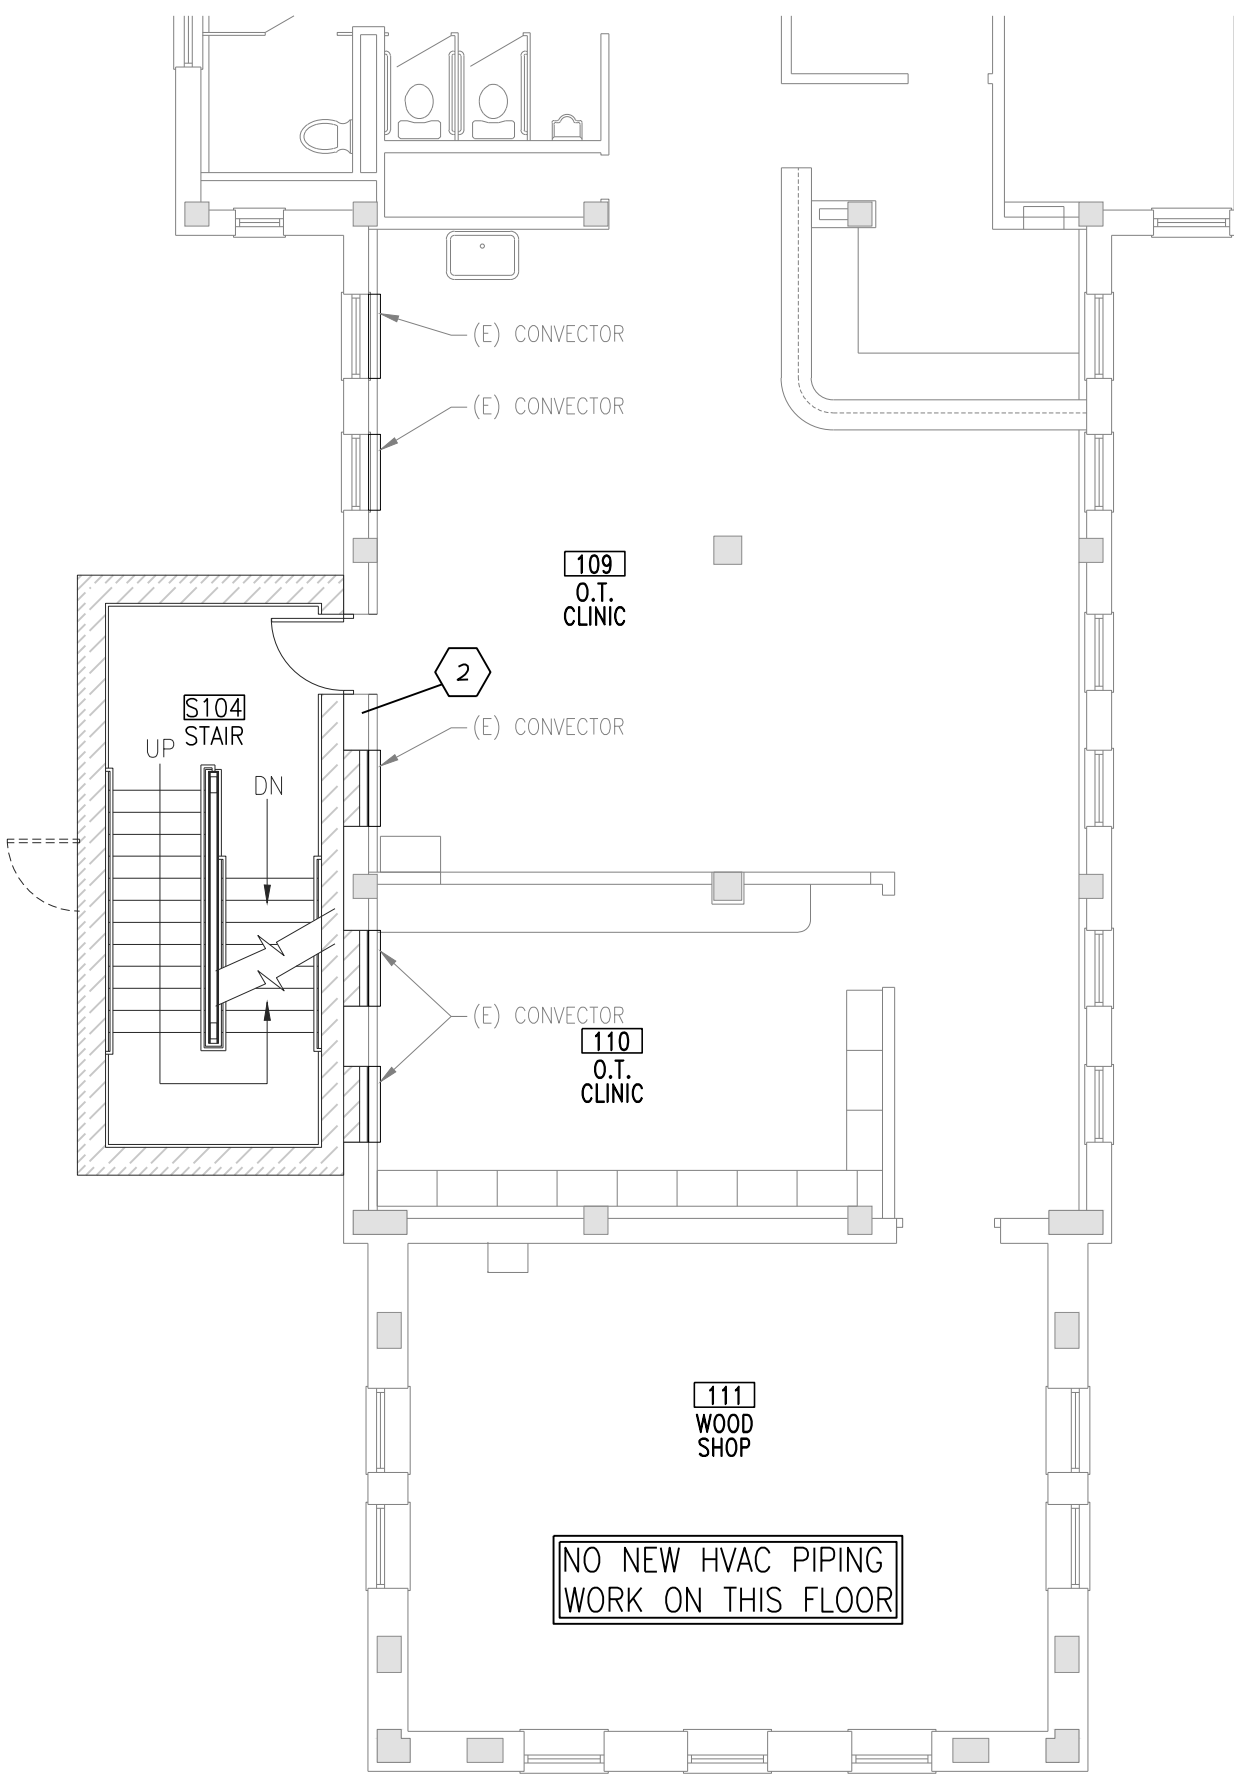 (E) CONVECTOR
(E) CONVECTOR
109
O.T.
CLINIC
2
S104
STAIR
(E) CONVECTOR
UP
DN
(E) CONVECTOR
110
O.T.
CLINIC
111
WOOD
SHOP
NO NEW HVAC PIPING
WORK ON THIS FLOOR